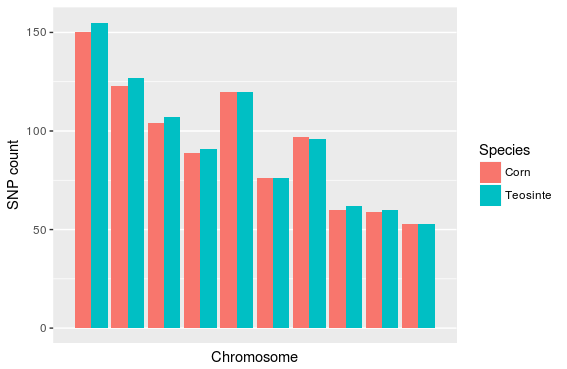 150
100
50
0
SNP count
Chromosome
Species
Corn
Teosinte